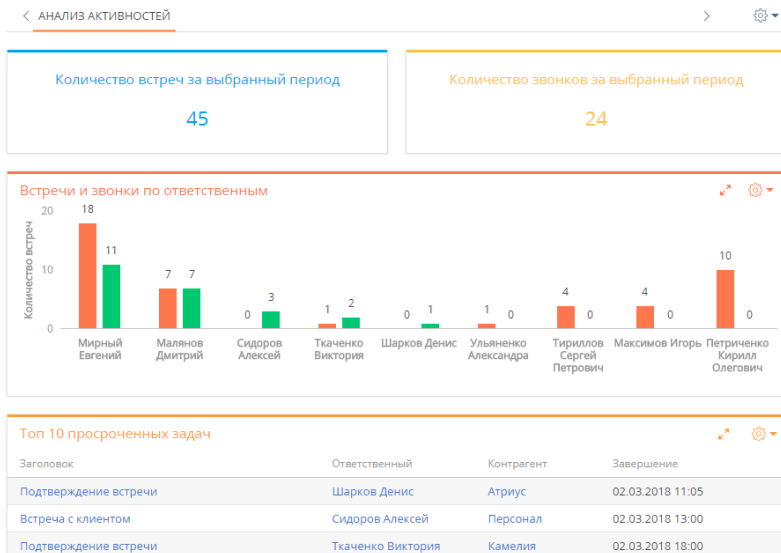 АНАЛИЗ АКТИВНОСТЕЙ
Количество встреч за выбранный период
45
Количество звонков за выбранный период
24
Встречи и звонки по ответственным
Количество встреч
20
10
0
18
11
7
7
0
3
1
2
0
1
1
0
4
0
4
0
10
0
Мирный
Евгений
Малянов
Дмитрий
Сидоров
Алексей
Ткаченко
Виктория
Шарков Денис
Ульяненко
Александра
Тириллов
Сергей
Петрович
Максимов Игорь
Петриченко
Кирилл
Олегович
Топ 10 просроченных задач
Заголовок Ответственный Контрагент Завершение
Подтверждение встречи Шарков Денис Атриус 02.03.2018 11:05
Встреча с клиентом Сидоров Алексей Персонал 02.03.2018 13:00
Подтверждение встречи Ткаченко Виктория Камелия 02.03.2018 18:00